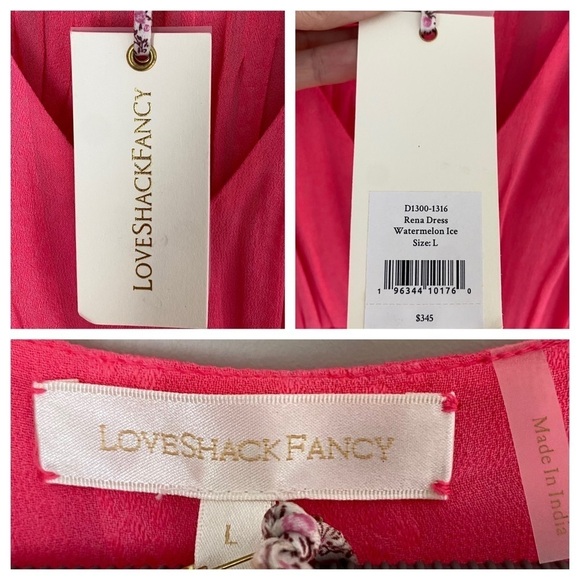 LOVESHACKFANCY
D1300-1316
Rena Dress
Watermelon Ice
Size: L
1 96344 10176 0
$345
LOVESHACKFANCY
L
Made In India